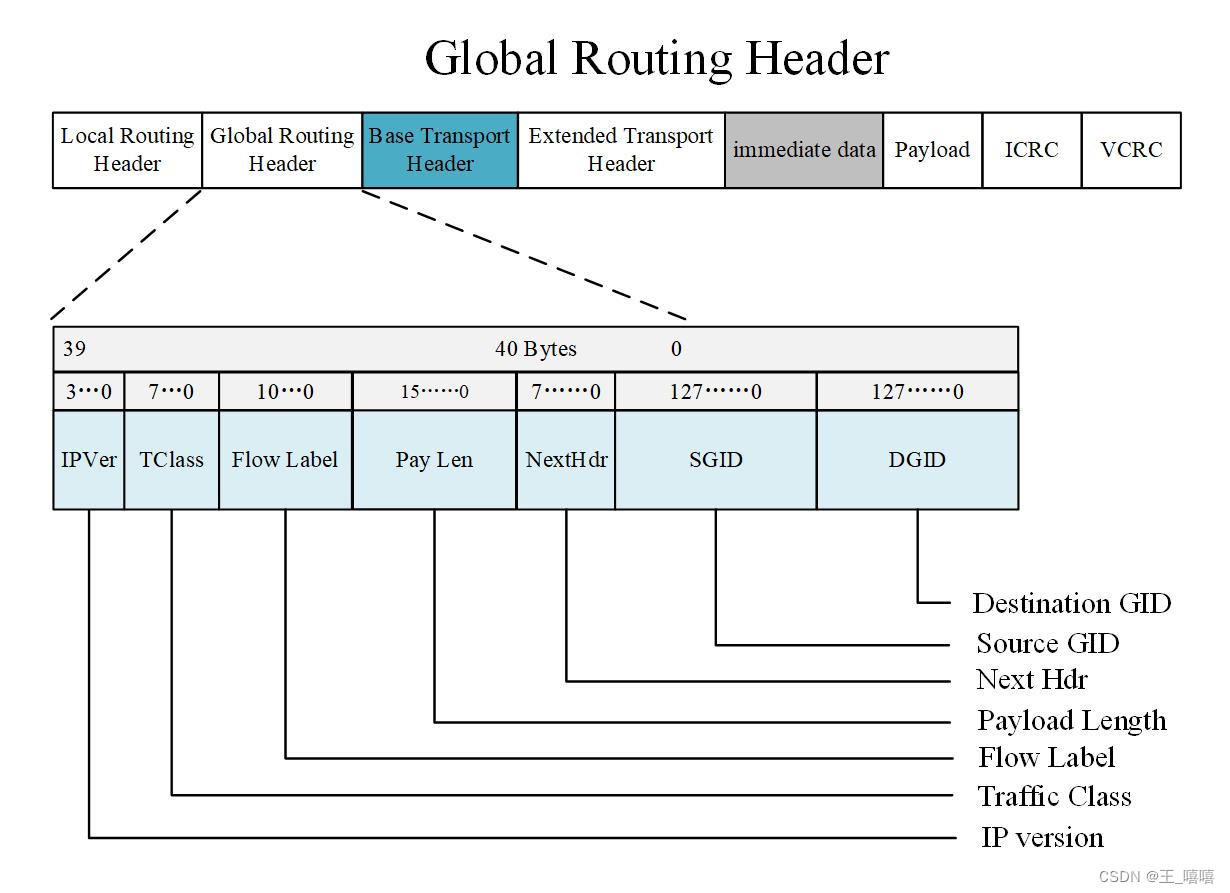 Global Routing Header
Local Routing Header
Global Routing Header
Base Transport Header
Extended Transport Header
immediate data
Payload
ICRC
VCRC
39 40 Bytes 0
3···0 7···0 10···0 15······0 7······0 127······0 127······0
IPVer TClass Flow Label Pay Len NextHdr SGID DGID
Destination GID
Source GID
Next Hdr
Payload Length
Flow Label
Traffic Class
IP version
CSDN @王_嘻嘻